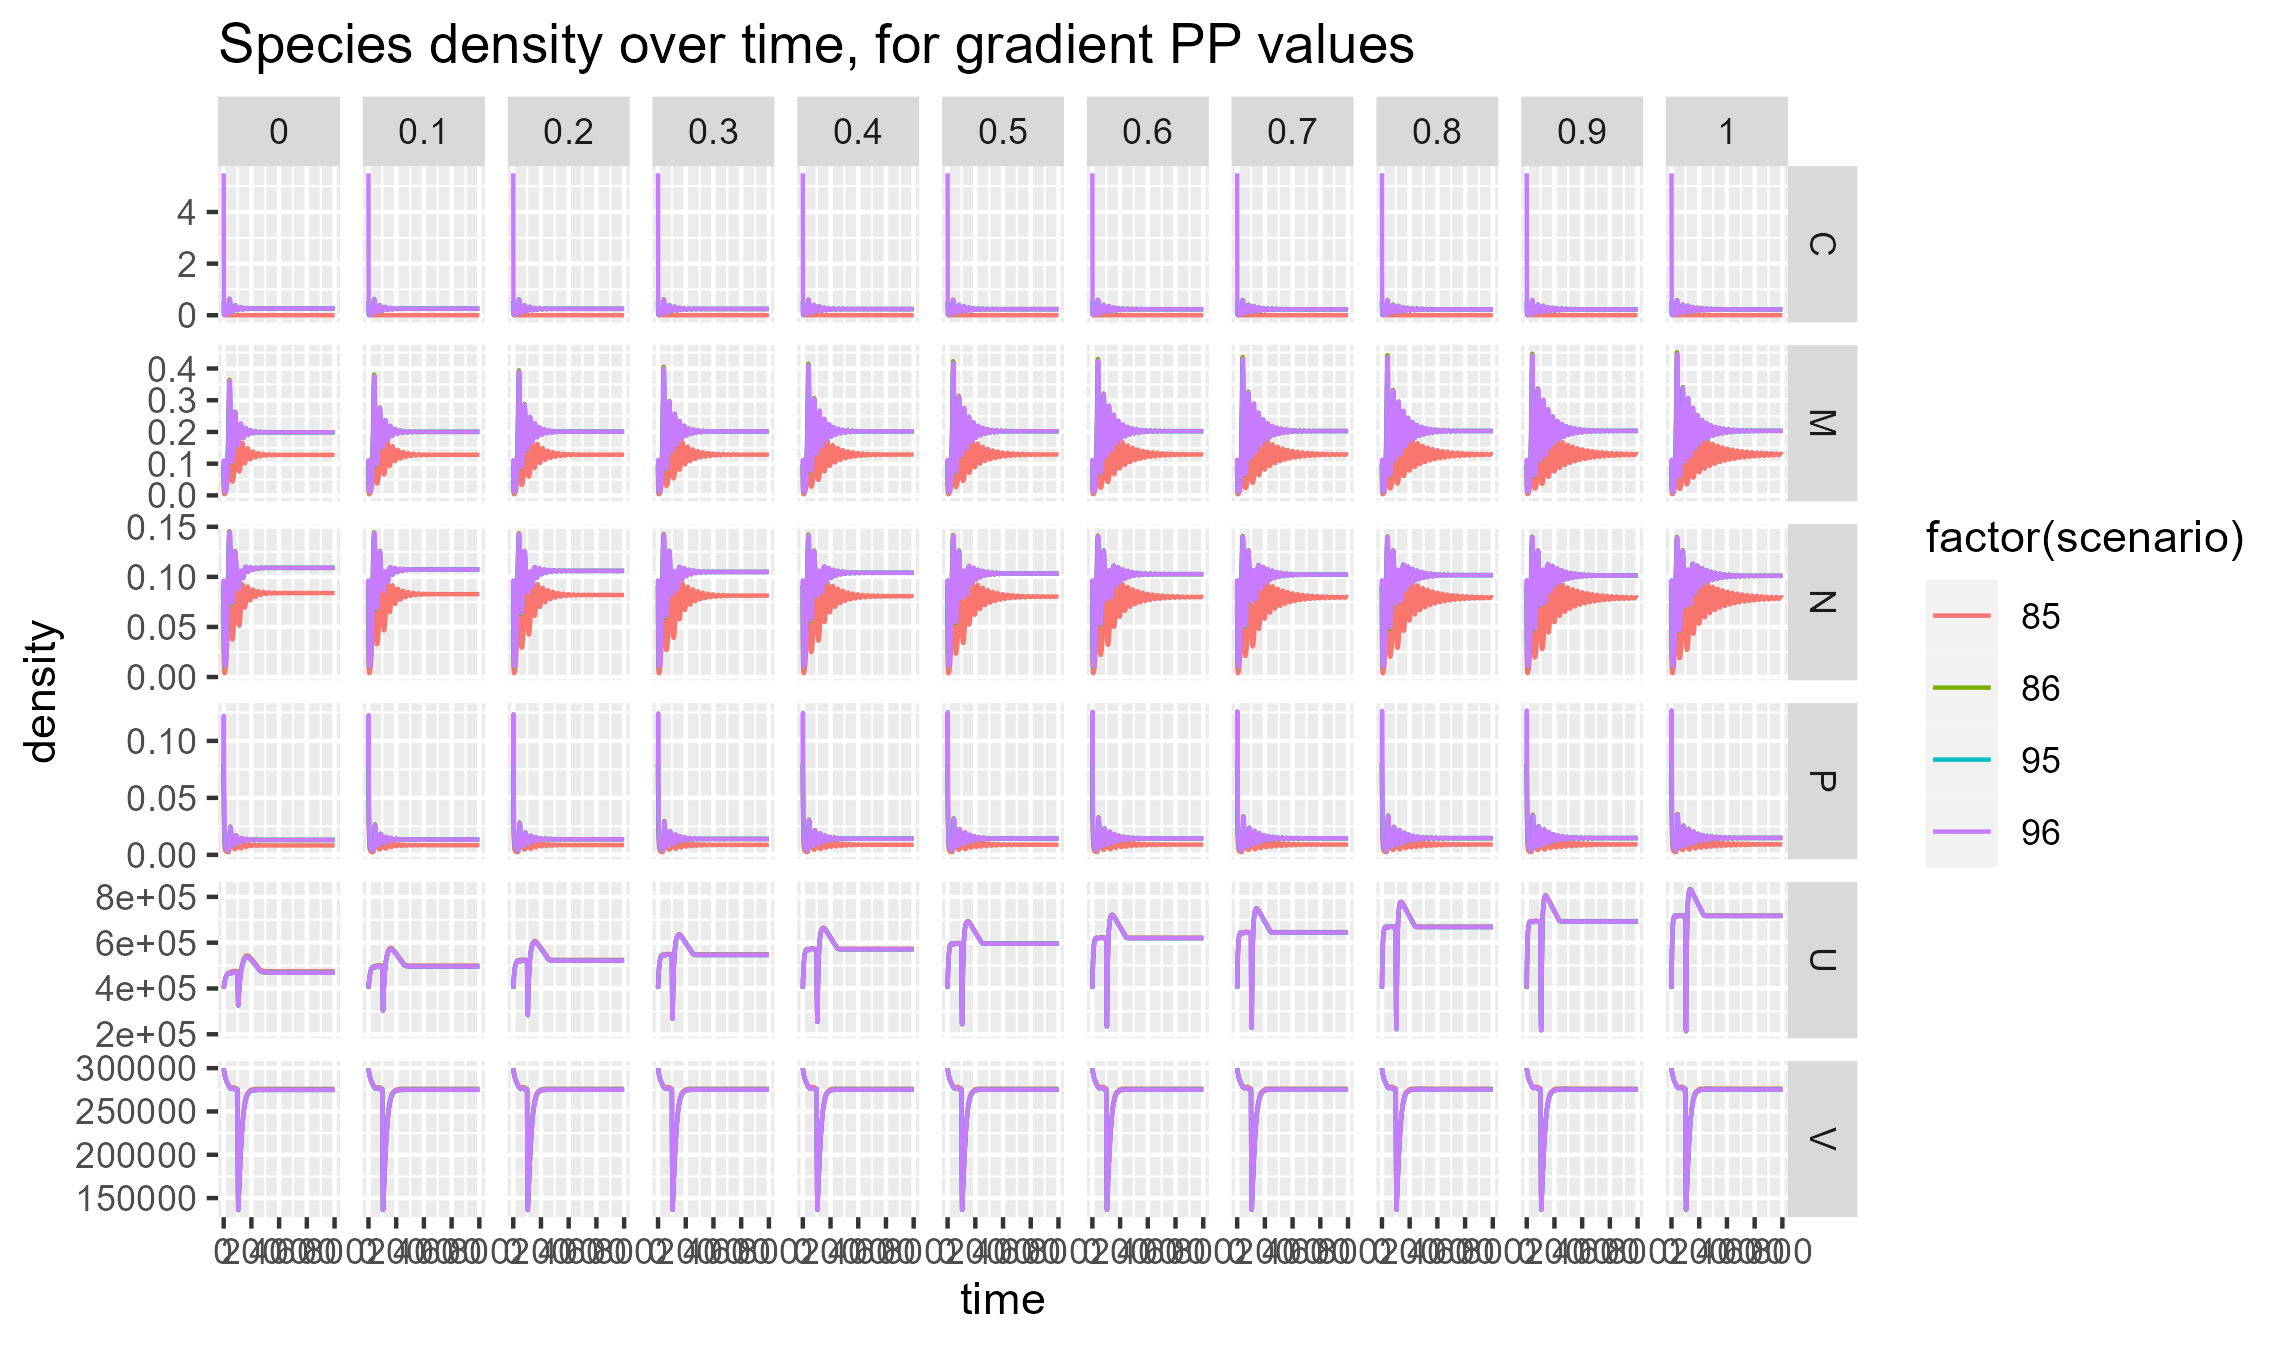 Species density over time, for gradient PP values
0 0.1 0.2 0.3 0.4 0.5 0.6 0.7 0.8 0.9 1
4
2
0
C
0.4
0.3
0.2
0.1
0.0
M
0.15
0.10
0.05
0.00
N
0.10
0.05
0.00
P
8e+05
6e+05
4e+05
2e+05
U
300000
250000
200000
150000
V
density
time
factor(scenario)
85
86
95
96